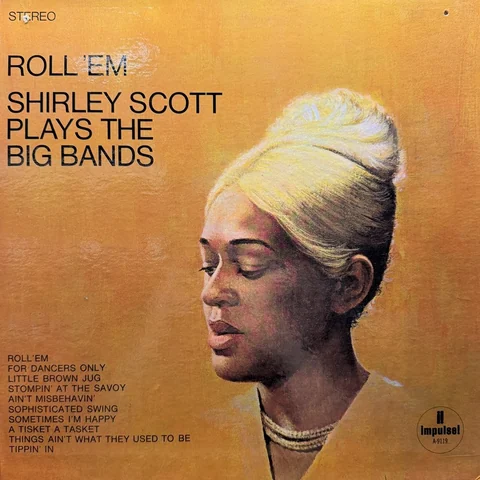 STEREO
ROLL 'EM
SHIRLEY SCOTT
PLAYS THE
BIG BANDS
ROLL 'EM
FOR DANCERS ONLY
LITTLE BROWN JUG
STOMPIN' AT THE SAVOY
AIN'T MISBEHAVIN'
SOPHISTICATED SWING
SOMETIMES I'M HAPPY
A TISKET A TASKET
THINGS AIN'T WHAT THEY USED TO BE
TIPPIN' IN
impulse!
A-9119